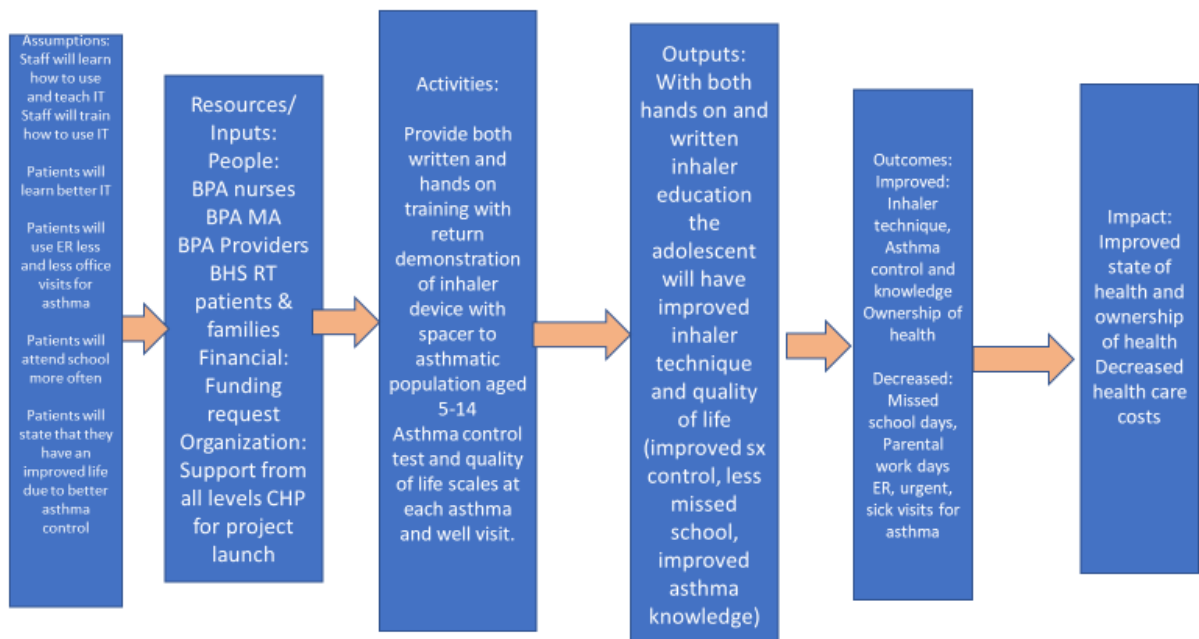 Assumptions:
Staff will learn
how to use
and teach IT
Staff will train
how to use IT
Patients will
learn better IT
Patients will
use ER less
and less office
visits for
asthma
Patients will
attend school
more often
Patients will
state that they
have an
improved life
due to better
asthma
control
Resources/
Inputs:
People:
BPA nurses
BPA MA
BPA Providers
BHS RT
patients &
families
Financial:
Funding
request
Organization:
Support from
all levels CHP
for project
launch
Activities:
Provide both
written and
hands on
training with
return
demonstration
of inhaler
device with
spacer to
asthmatic
population aged
5-14
Asthma control
test and quality
of life scales at
each asthma
and well visit.
Outputs:
With both
hands on and
written
inhaler
education
the
adolescent
will have
improved
inhaler
technique
and quality
of life
(improved sx
control, less
missed
school,
improved
asthma
knowledge)
Outcomes:
Improved:
Inhaler
technique,
Asthma
control and
knowledge
Ownership of
health
Decreased:
Missed
school days,
Parental
work days
ER, urgent,
sick visits for
asthma
Impact:
Improved
state of
health and
ownership
of health
Decreased
health care
costs